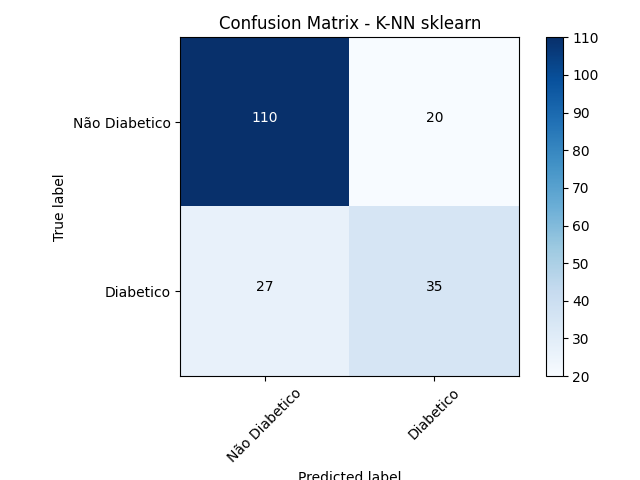 Confusion Matrix - K-NN sklearn
True label
Não Diabetico
110
20
Diabetico
27
35
Não Diabetico
Diabetico
Predicted label
110
100
90
80
70
60
50
40
30
20